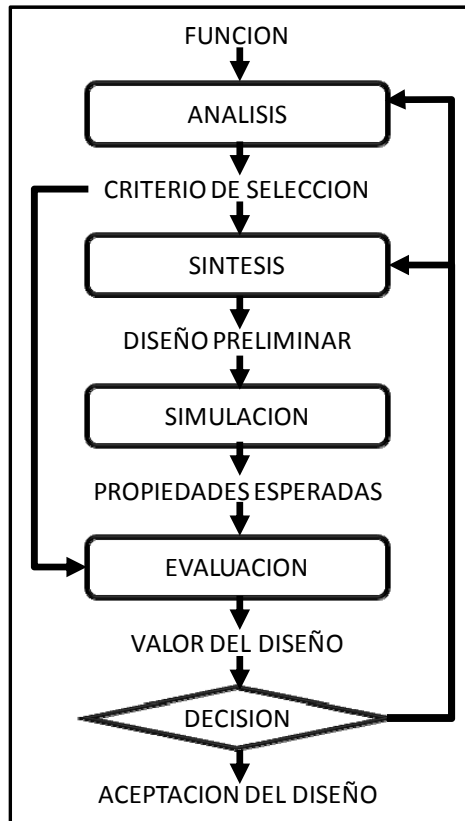 FUNCION
ANALISIS
CRITERIO DE SELECCION
SINTESIS
DISEÑO PRELIMINAR
SIMULACION
PROPIEDADES ESPERADAS
EVALUACION
VALOR DEL DISEÑO
DECISION
ACEPTACION DEL DISEÑO